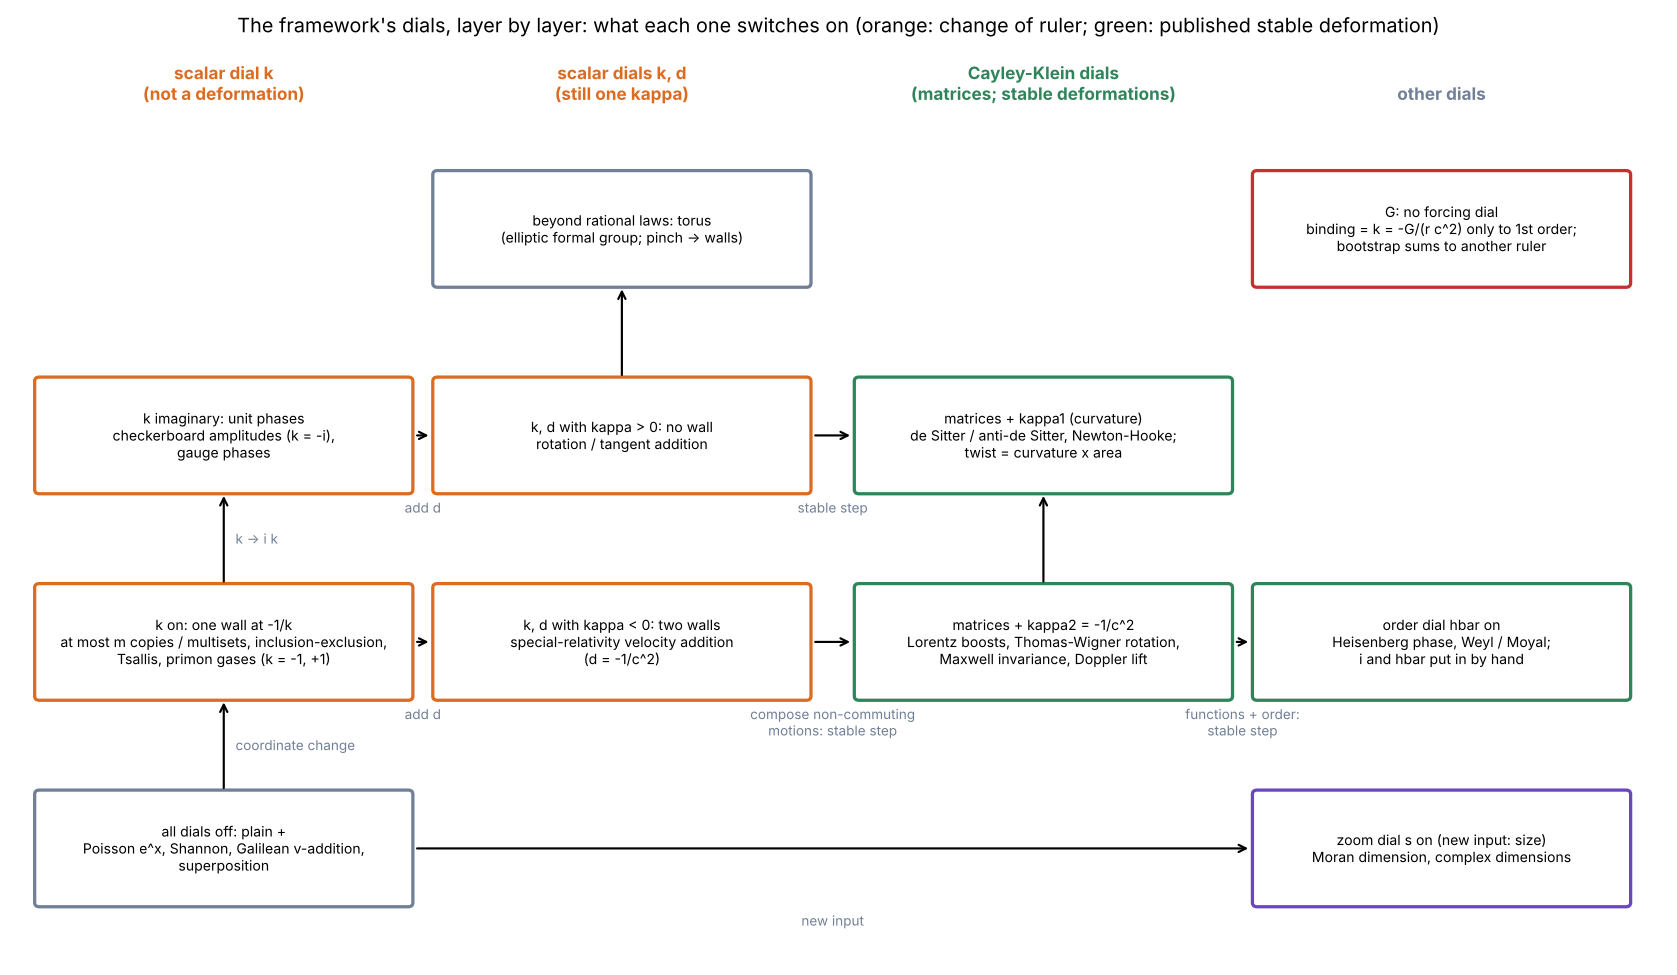 The framework's dials, layer by layer: what each one switches on (orange: change of ruler; green: published stable deformation)
scalar dial k
(not a deformation)
scalar dials k, d
(still one kappa)
Cayley-Klein dials
(matrices; stable deformations)
other dials
beyond rational laws: torus
(elliptic formal group; pinch → walls)
G: no forcing dial
binding = k = -G/(r c^2) only to 1st order;
bootstrap sums to another ruler
k imaginary: unit phases
checkerboard amplitudes (k = -i),
gauge phases
k, d with kappa > 0: no wall
rotation / tangent addition
matrices + kappa1 (curvature)
de Sitter / anti-de Sitter, Newton-Hooke;
twist = curvature x area
add d
stable step
k → i k
k on: one wall at -1/k
at most m copies / multisets, inclusion-exclusion,
Tsallis, primon gases (k = -1, +1)
k, d with kappa < 0: two walls
special-relativity velocity addition
(d = -1/c^2)
matrices + kappa2 = -1/c^2
Lorentz boosts, Thomas-Wigner rotation,
Maxwell invariance, Doppler lift
order dial hbar on
Heisenberg phase, Weyl / Moyal;
i and hbar put in by hand
add d
compose non-commuting
motions: stable step
functions + order:
stable step
coordinate change
all dials off: plain +
Poisson e^x, Shannon, Galilean v-addition,
superposition
zoom dial s on (new input: size)
Moran dimension, complex dimensions
new input